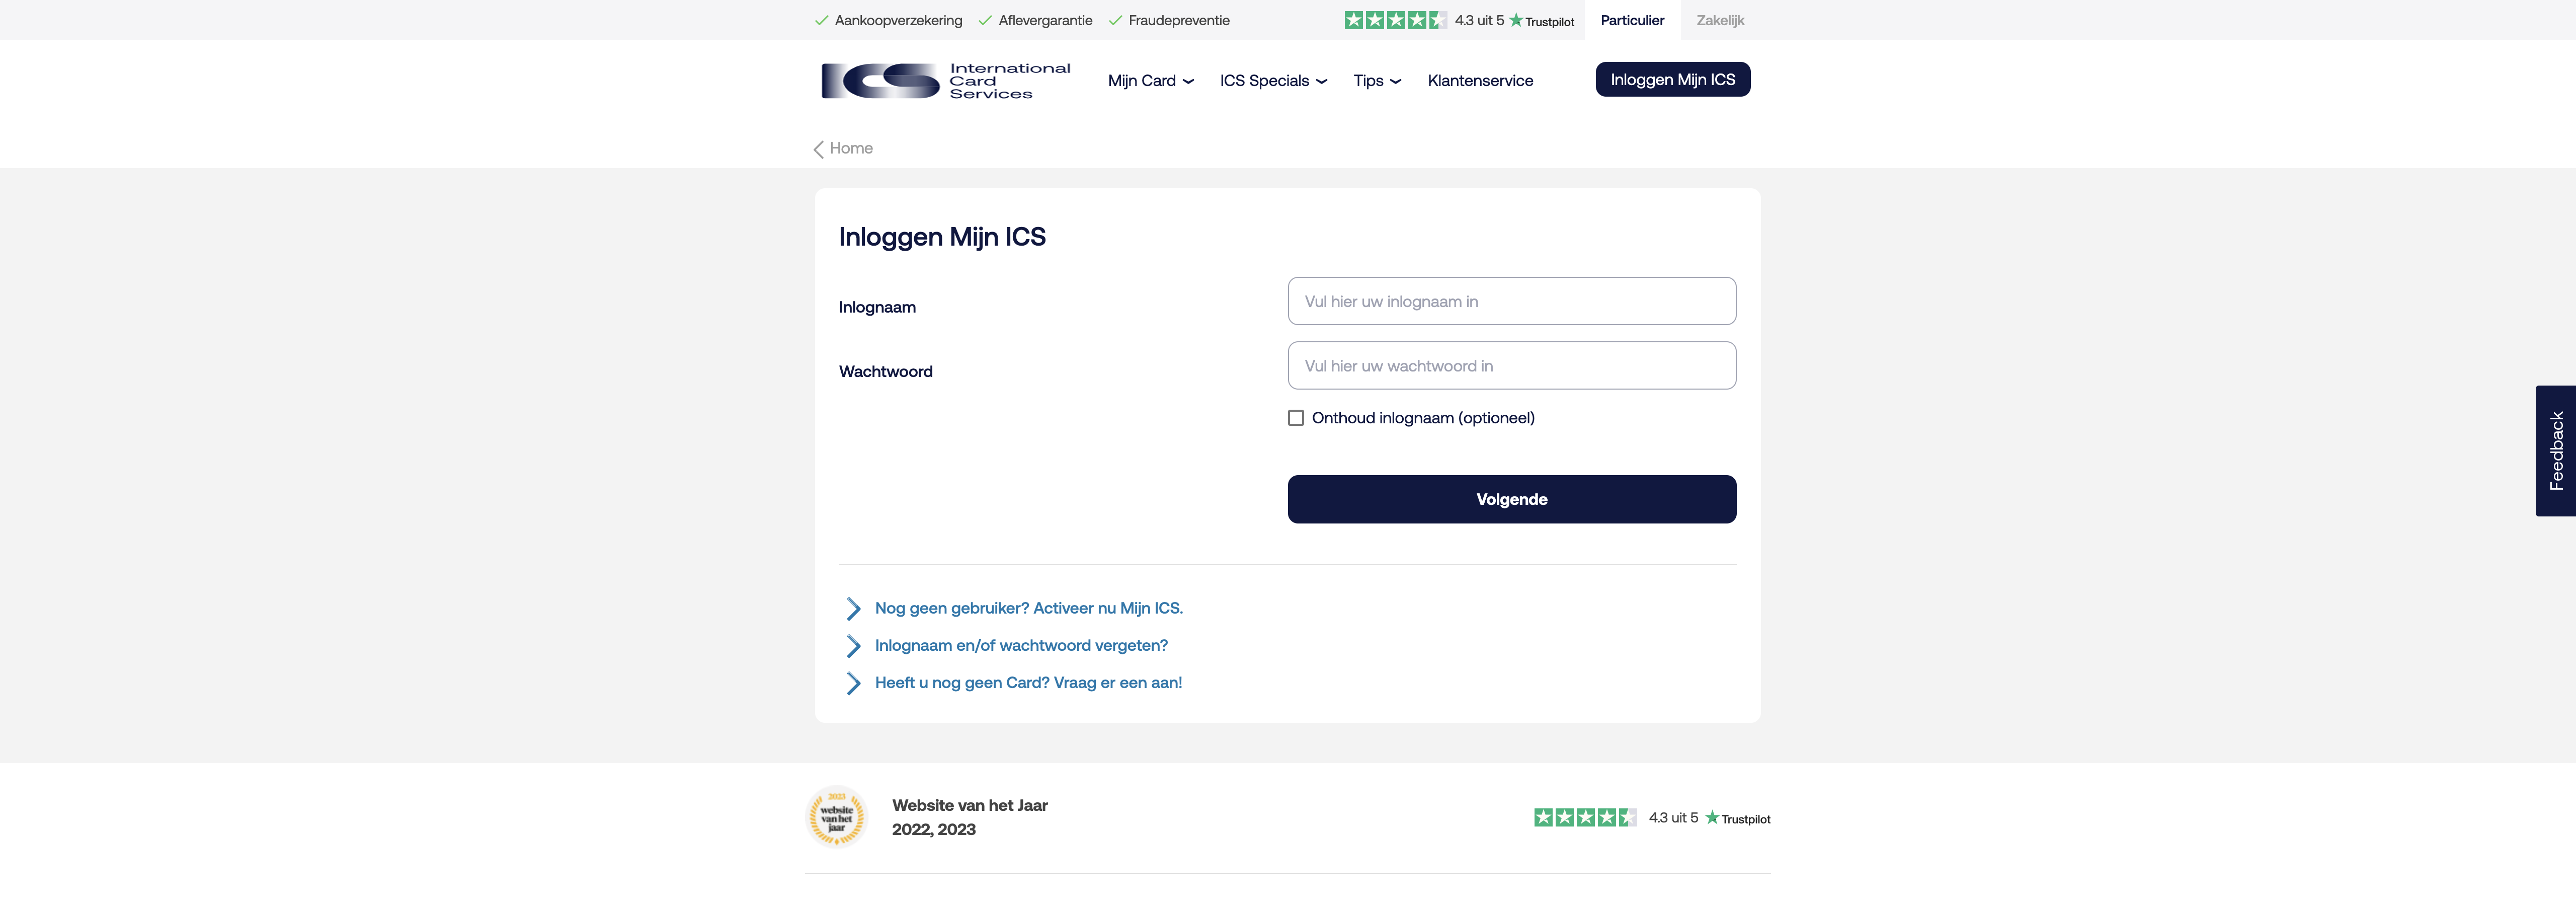 Aankoopverzekering
Aflevergarantie
Fraudepreventie
4.3 uit 5
Trustpilot
Particulier
Zakelijk
ICS
International
Card
Services
Mijn Card
ICS Specials
Tips
Klantenservice
Inloggen Mijn ICS
Home
Inloggen Mijn ICS
Inlognaam
Vul hier uw inlognaam in
Wachtwoord
Vul hier uw wachtwoord in
Onthoud inlognaam (optioneel)
Volgende
Feedback
Nog geen gebruiker? Activeer nu Mijn ICS.
Inlognaam en/of wachtwoord vergeten?
Heeft u nog geen Card? Vraag er een aan!
2023
website
van het
jaar
Website van het Jaar
2022, 2023
4.3 uit 5
Trustpilot